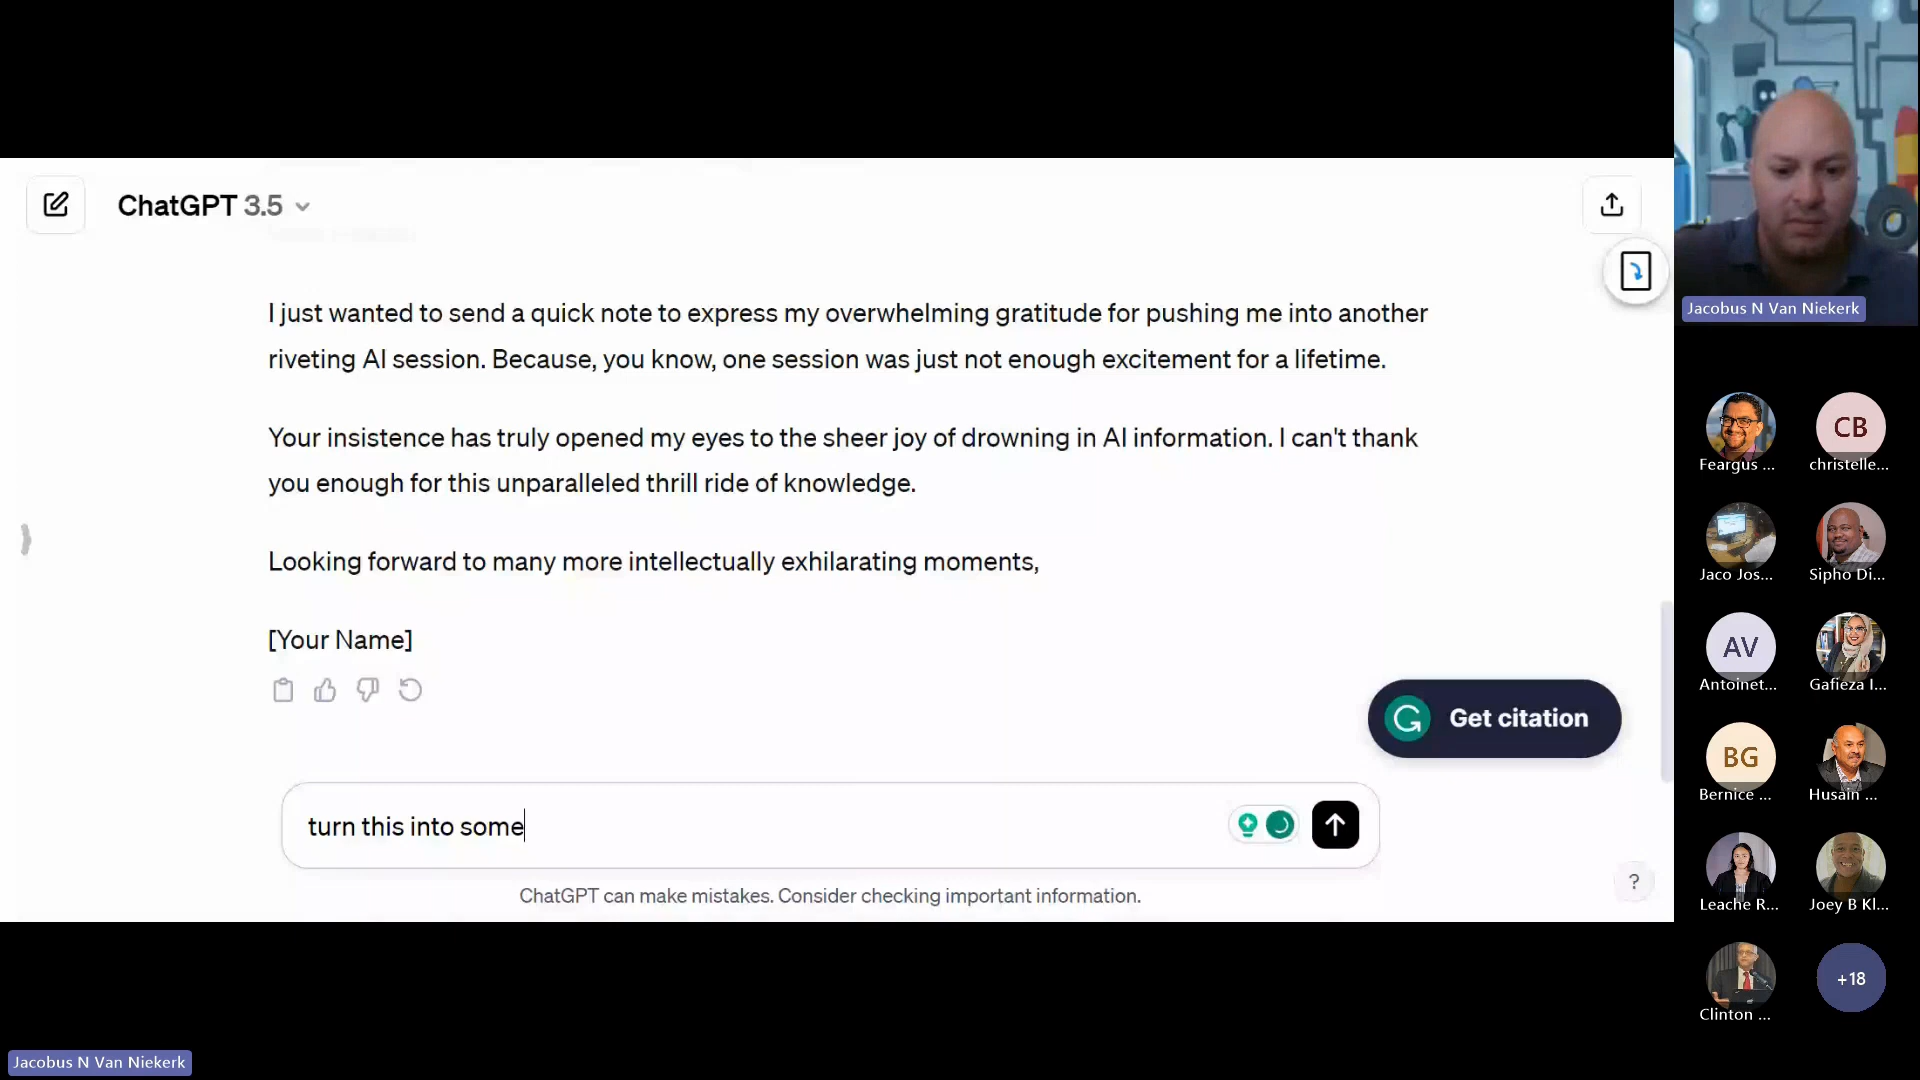 ChatGPT 3.5
I just wanted to send a quick note to express my overwhelming gratitude for pushing me into another
riveting AI session. Because, you know, one session was just not enough excitement for a lifetime.
Your insistence has truly opened my eyes to the sheer joy of drowning in AI information. I can't thank
you enough for this unparalleled thrill ride of knowledge.
Looking forward to many more intellectually exhilarating moments,
[Your Name]
Get citation
turn this into some
ChatGPT can make mistakes. Consider checking important information.
?
Jacobus N Van Niekerk
CB
Feargus ...
christelle...
Jaco Jos...
Sipho Di...
AV
Antoinet...
Gafieza I...
BG
Bernice ...
Husain ...
Leache R...
Joey B Kl...
+18
Clinton ...
Jacobus N Van Niekerk